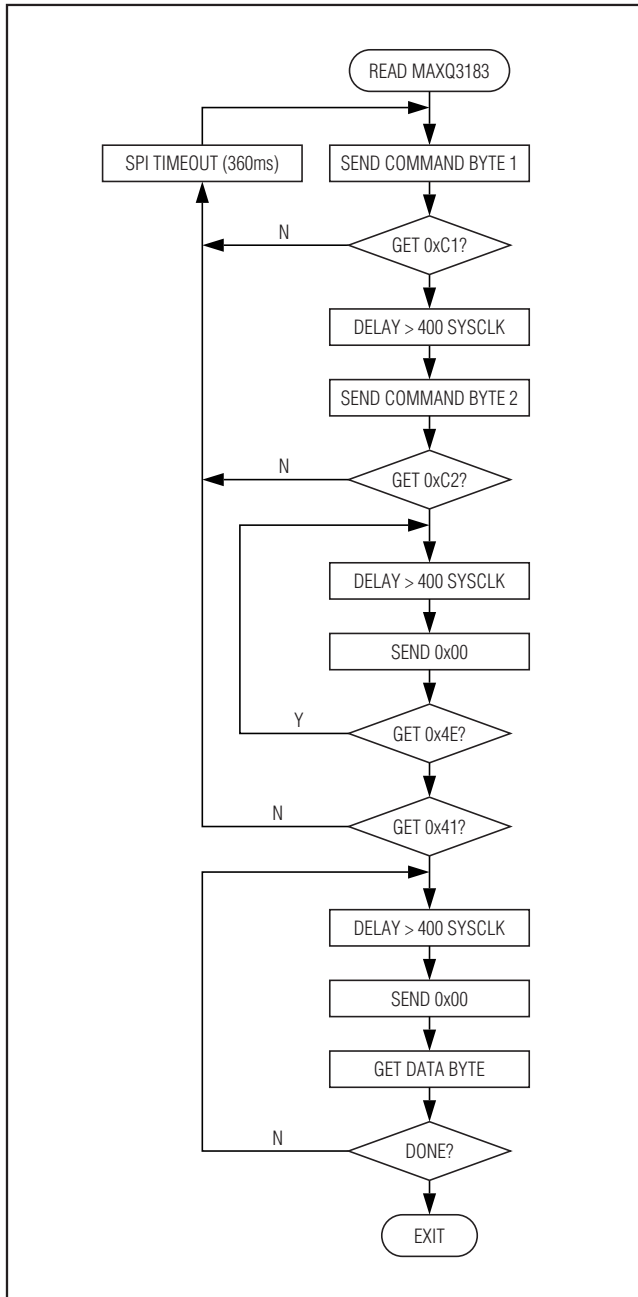 READ MAXQ3183
SPI TIMEOUT (360ms)
SEND COMMAND BYTE 1
N
GET 0xC1?
DELAY > 400 SYSCLK
SEND COMMAND BYTE 2
N
GET 0xC2?
DELAY > 400 SYSCLK
SEND 0x00
Y
GET 0x4E?
N
GET 0x41?
DELAY > 400 SYSCLK
SEND 0x00
GET DATA BYTE
N
DONE?
EXIT